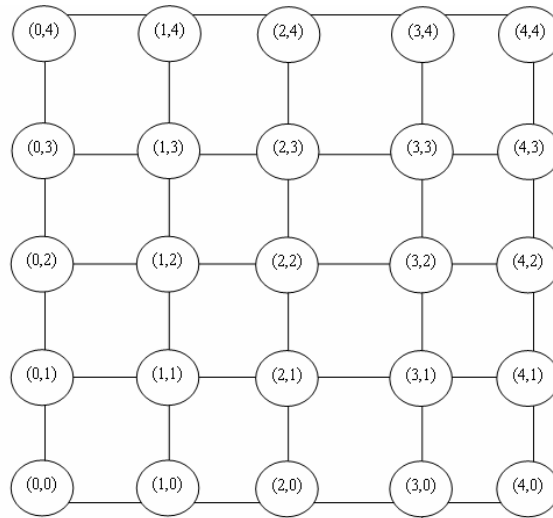 (0,4) (1,4) (2,4) (3,4) (4,4)
(0,3) (1,3) (2,3) (3,3) (4,3)
(0,2) (1,2) (2,2) (3,2) (4,2)
(0,1) (1,1) (2,1) (3,1) (4,1)
(0,0) (1,0) (2,0) (3,0) (4,0)